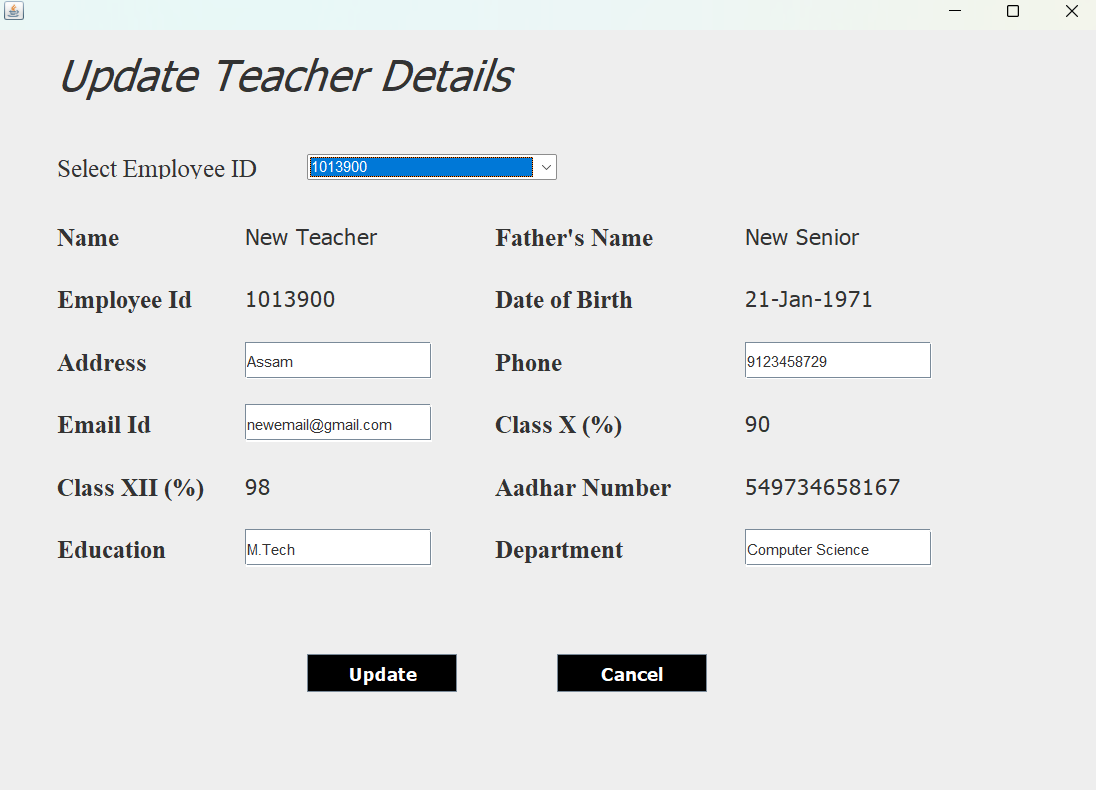 Update Teacher Details
Select Employee ID 1013900
Name New Teacher Father's Name New Senior
Employee Id 1013900 Date of Birth 21-Jan-1971
Address Assam Phone 9123458729
Email Id newemail@gmail.com Class X (%) 90
Class XII (%) 98 Aadhar Number 549734658167
Education M.Tech Department Computer Science
Update Cancel